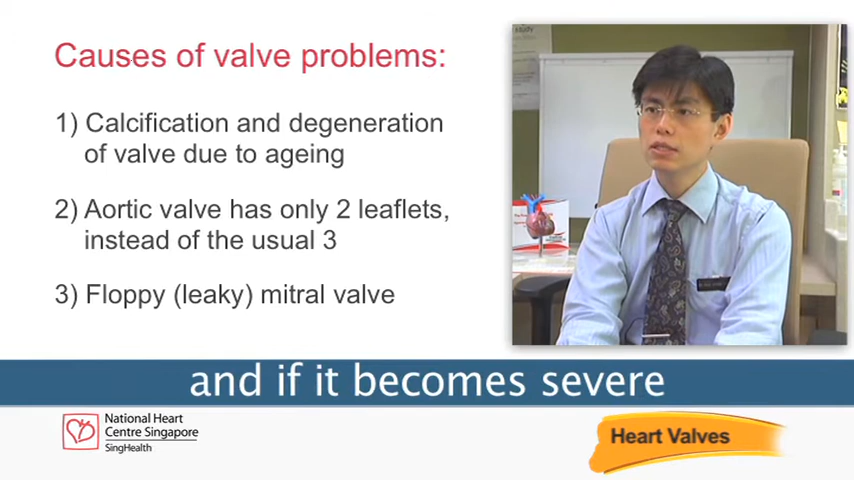 Causes of valve problems:
1) Calcification and degeneration
of valve due to ageing
2) Aortic valve has only 2 leaflets,
instead of the usual 3
3) Floppy (leaky) mitral valve
study
and if it becomes severe
National Heart
Centre Singapore
SingHealth
Heart Valves